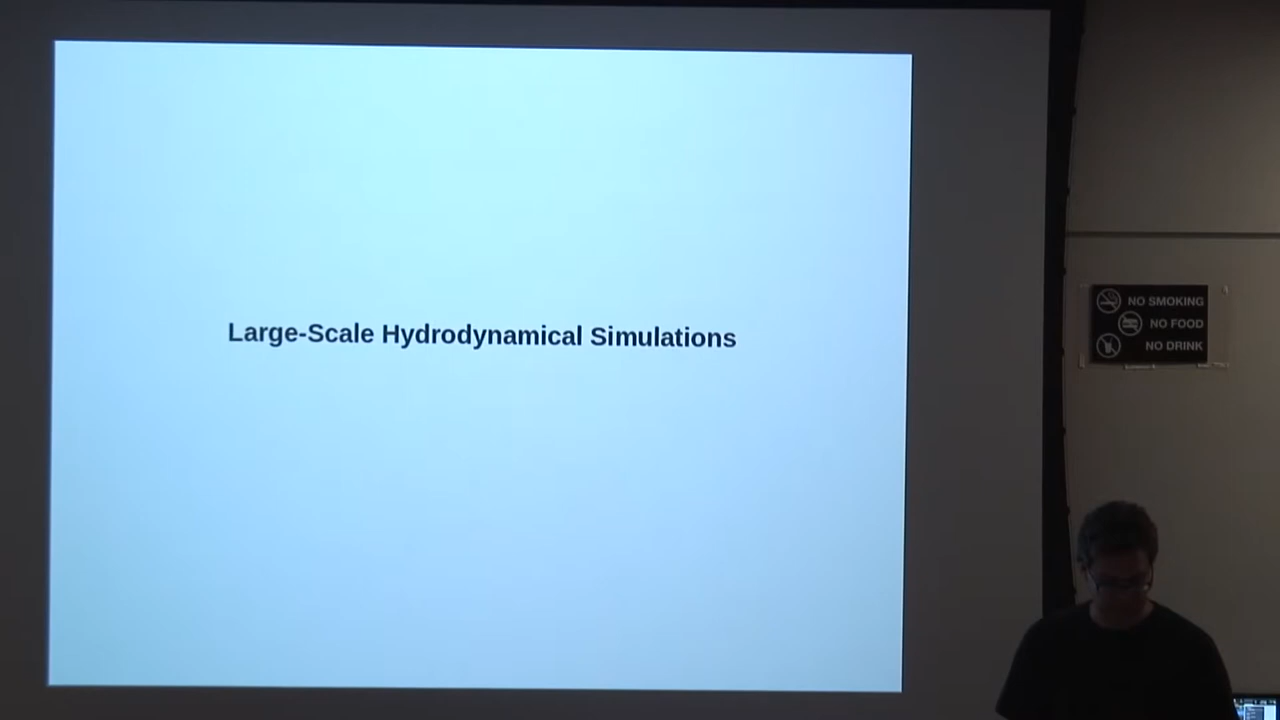 Large-Scale Hydrodynamical Simulations
NO SMOKING
NO FOOD
NO DRINK